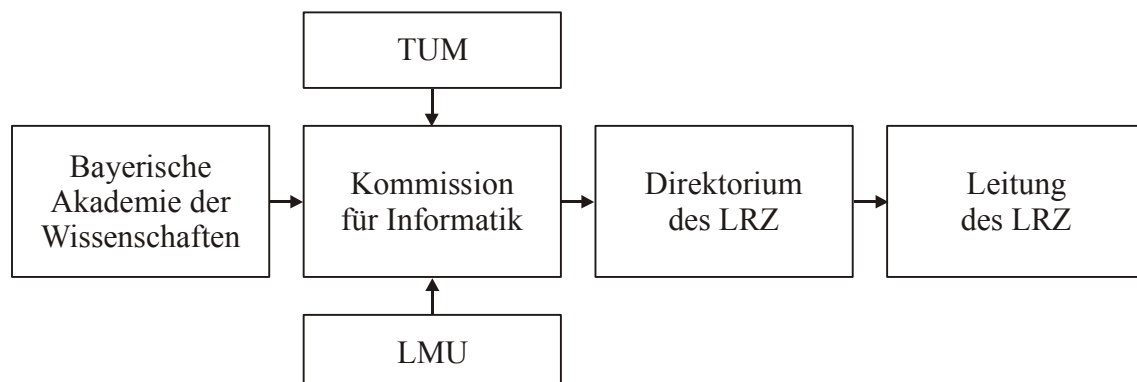 TUM
Bayerische
Akademie der
Wissenschaften
Kommission
für Informatik
Direktorium
des LRZ
Leitung
des LRZ
LMU